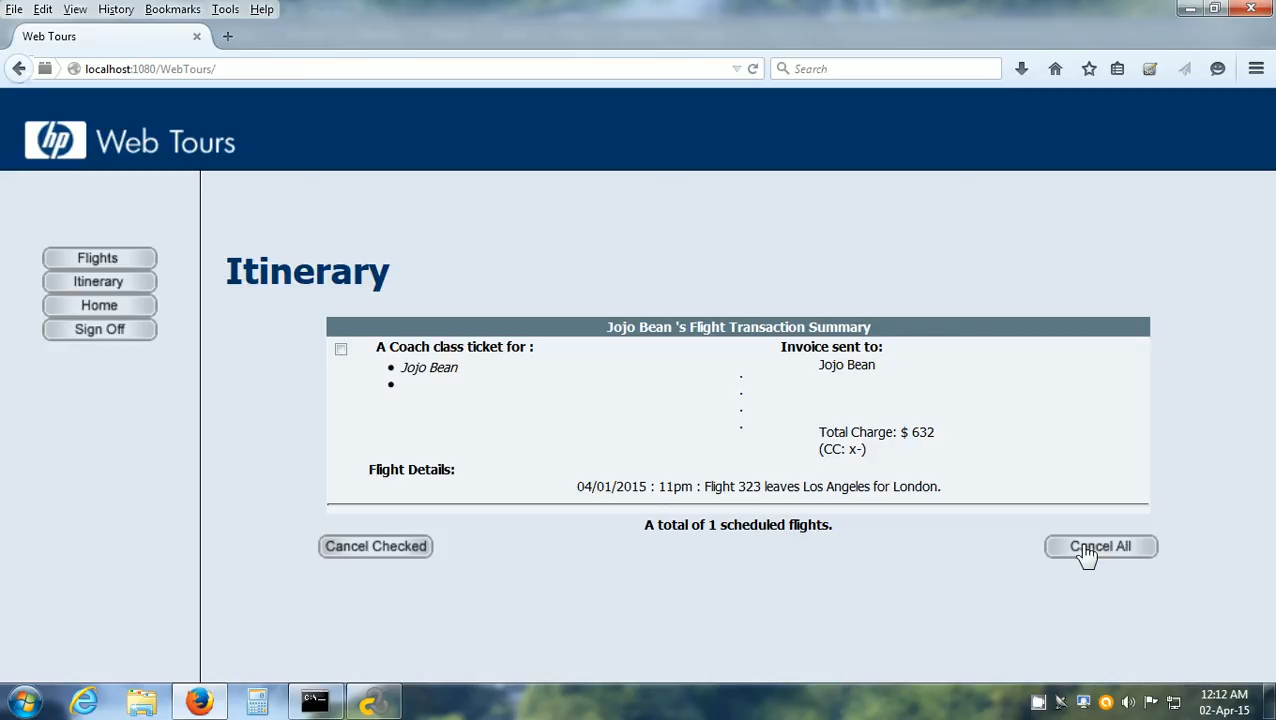 File Edit View History Bookmarks Tools Help
Web Tours
localhost:1080/WebTours/
Search
hp Web Tours
Flights
Itinerary
Home
Sign Off
Itinerary
Jojo Bean 's Flight Transaction Summary
A Coach class ticket for :
Jojo Bean
Invoice sent to:
Jojo Bean
Total Charge: $ 632
(CC: x-)
Flight Details:
04/01/2015 : 11pm : Flight 323 leaves Los Angeles for London.
A total of 1 scheduled flights.
Cancel Checked
Cancel All
C:\.
12:12 AM
02-Apr-15